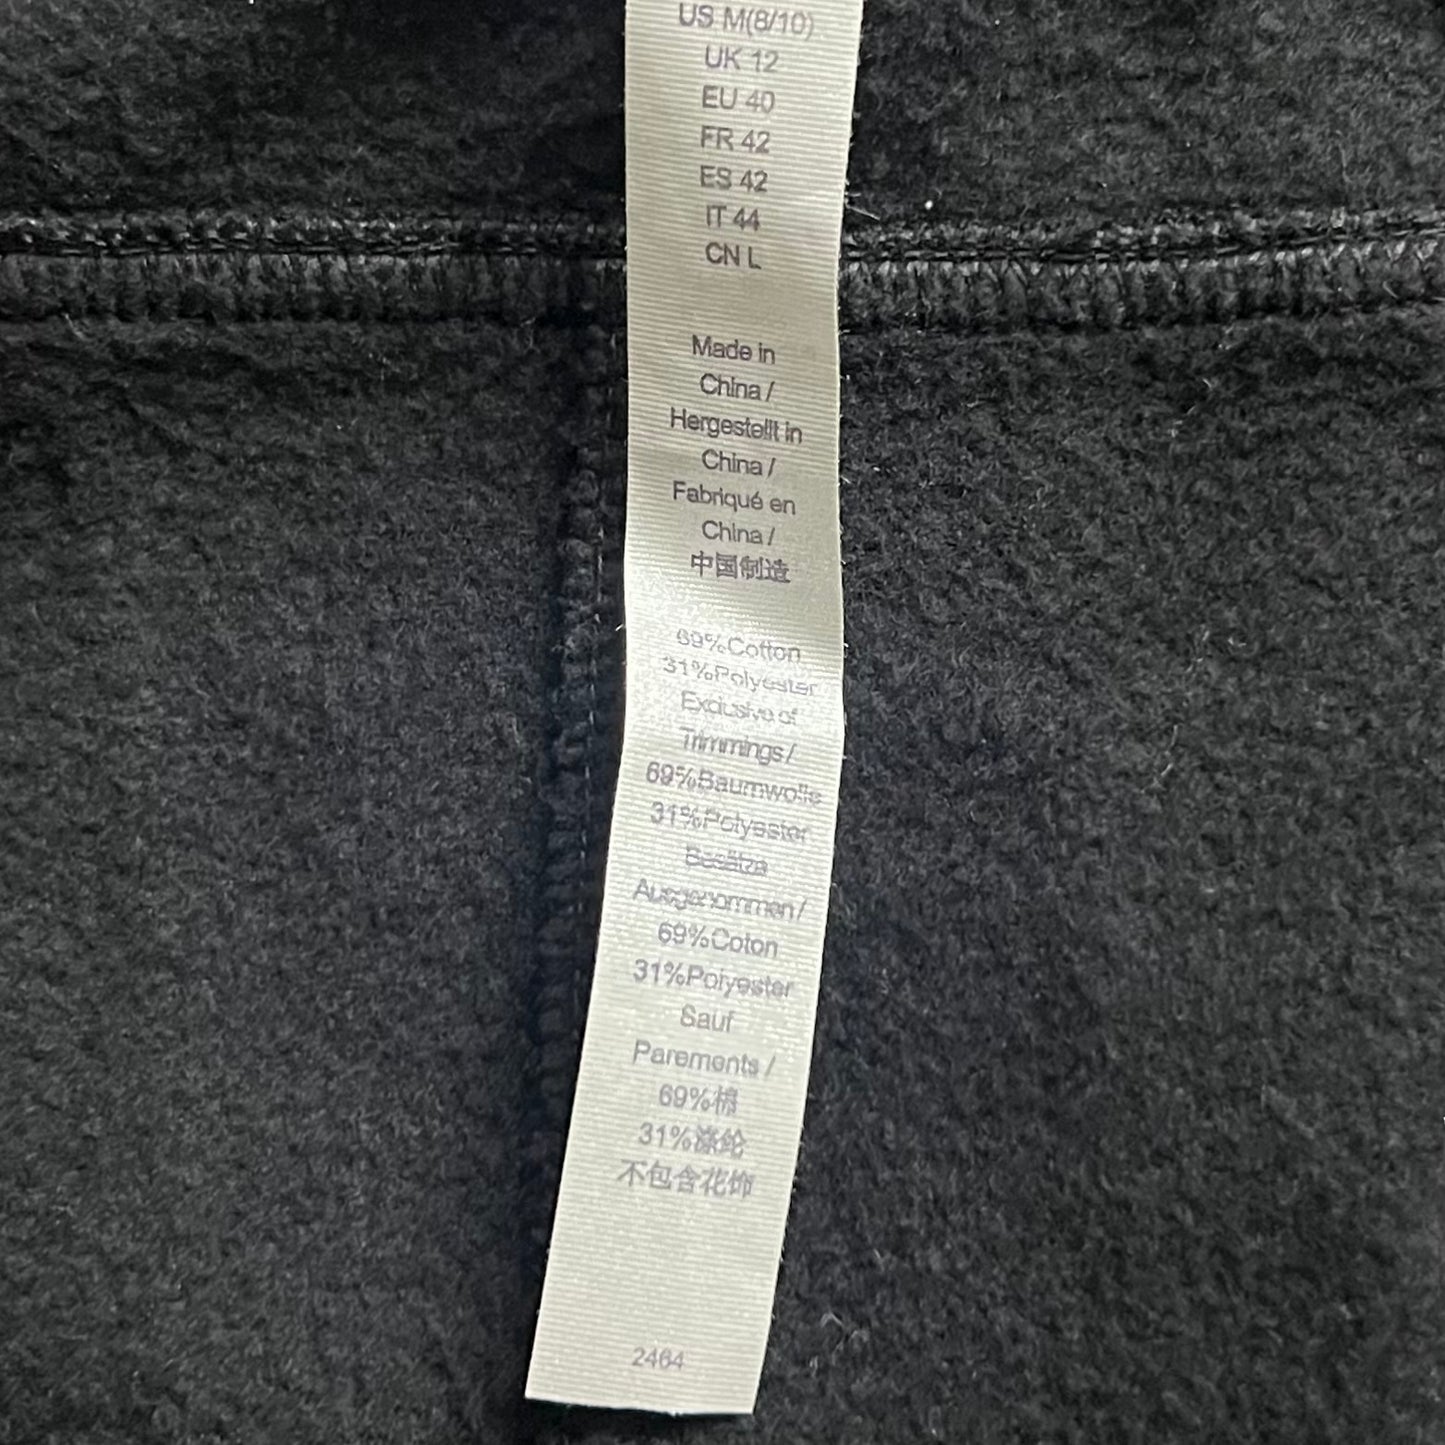 US M(8/10)
UK 12
EU 40
FR 42
ES 42
IT 44
CN L
Made in
China /
Hergestellt in
China /
Fabriqué en
China /
中国制造
69%Cotton
31%Polyester
Exclusive of
Trimmings /
69%Baumwolle
31%Polyester
Besätze
Ausgenommen /
69%Coton
31%Polyester
Sauf
Parements /
69%棉
31%涤纶
不包含花饰
2464